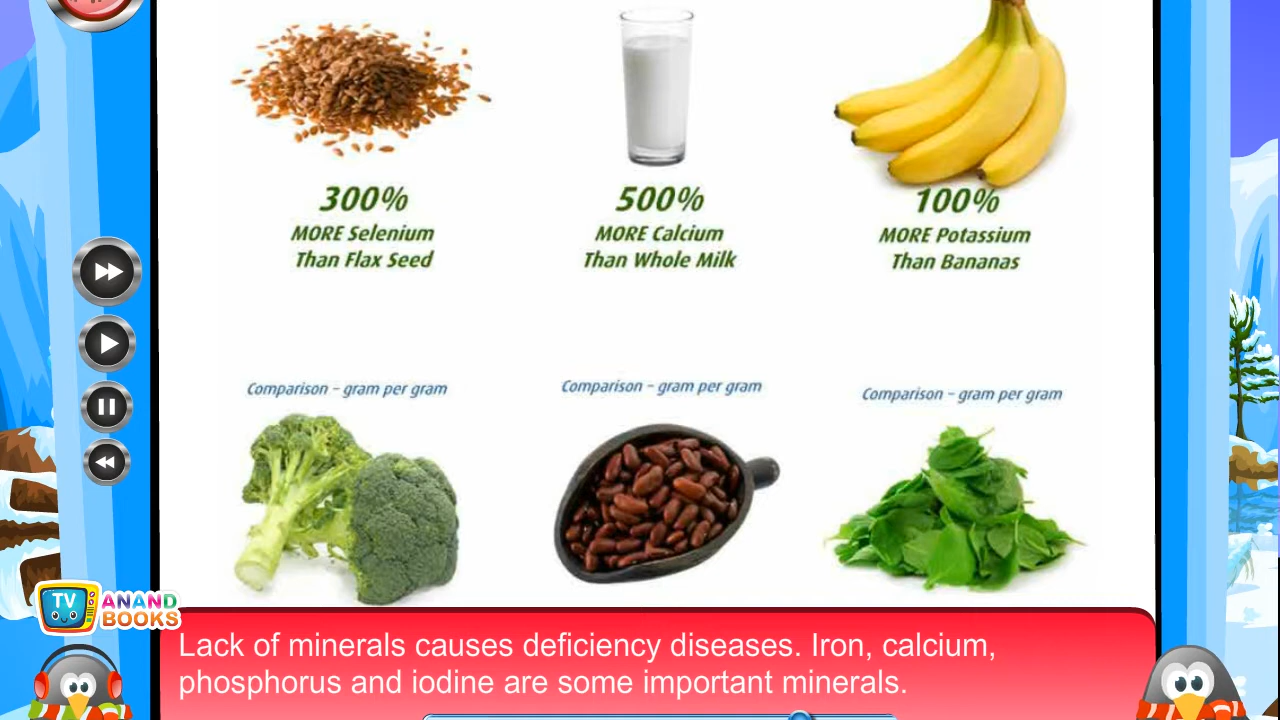 300%
MORE Selenium
Than Flax Seed
500%
MORE Calcium
Than Whole Milk
100%
MORE Potassium
Than Bananas
Comparison – gram per gram
Comparison – gram per gram
Comparison – gram per gram
TV
ANAND
BOOKS
Lack of minerals causes deficiency diseases. Iron, calcium,
phosphorus and iodine are some important minerals.